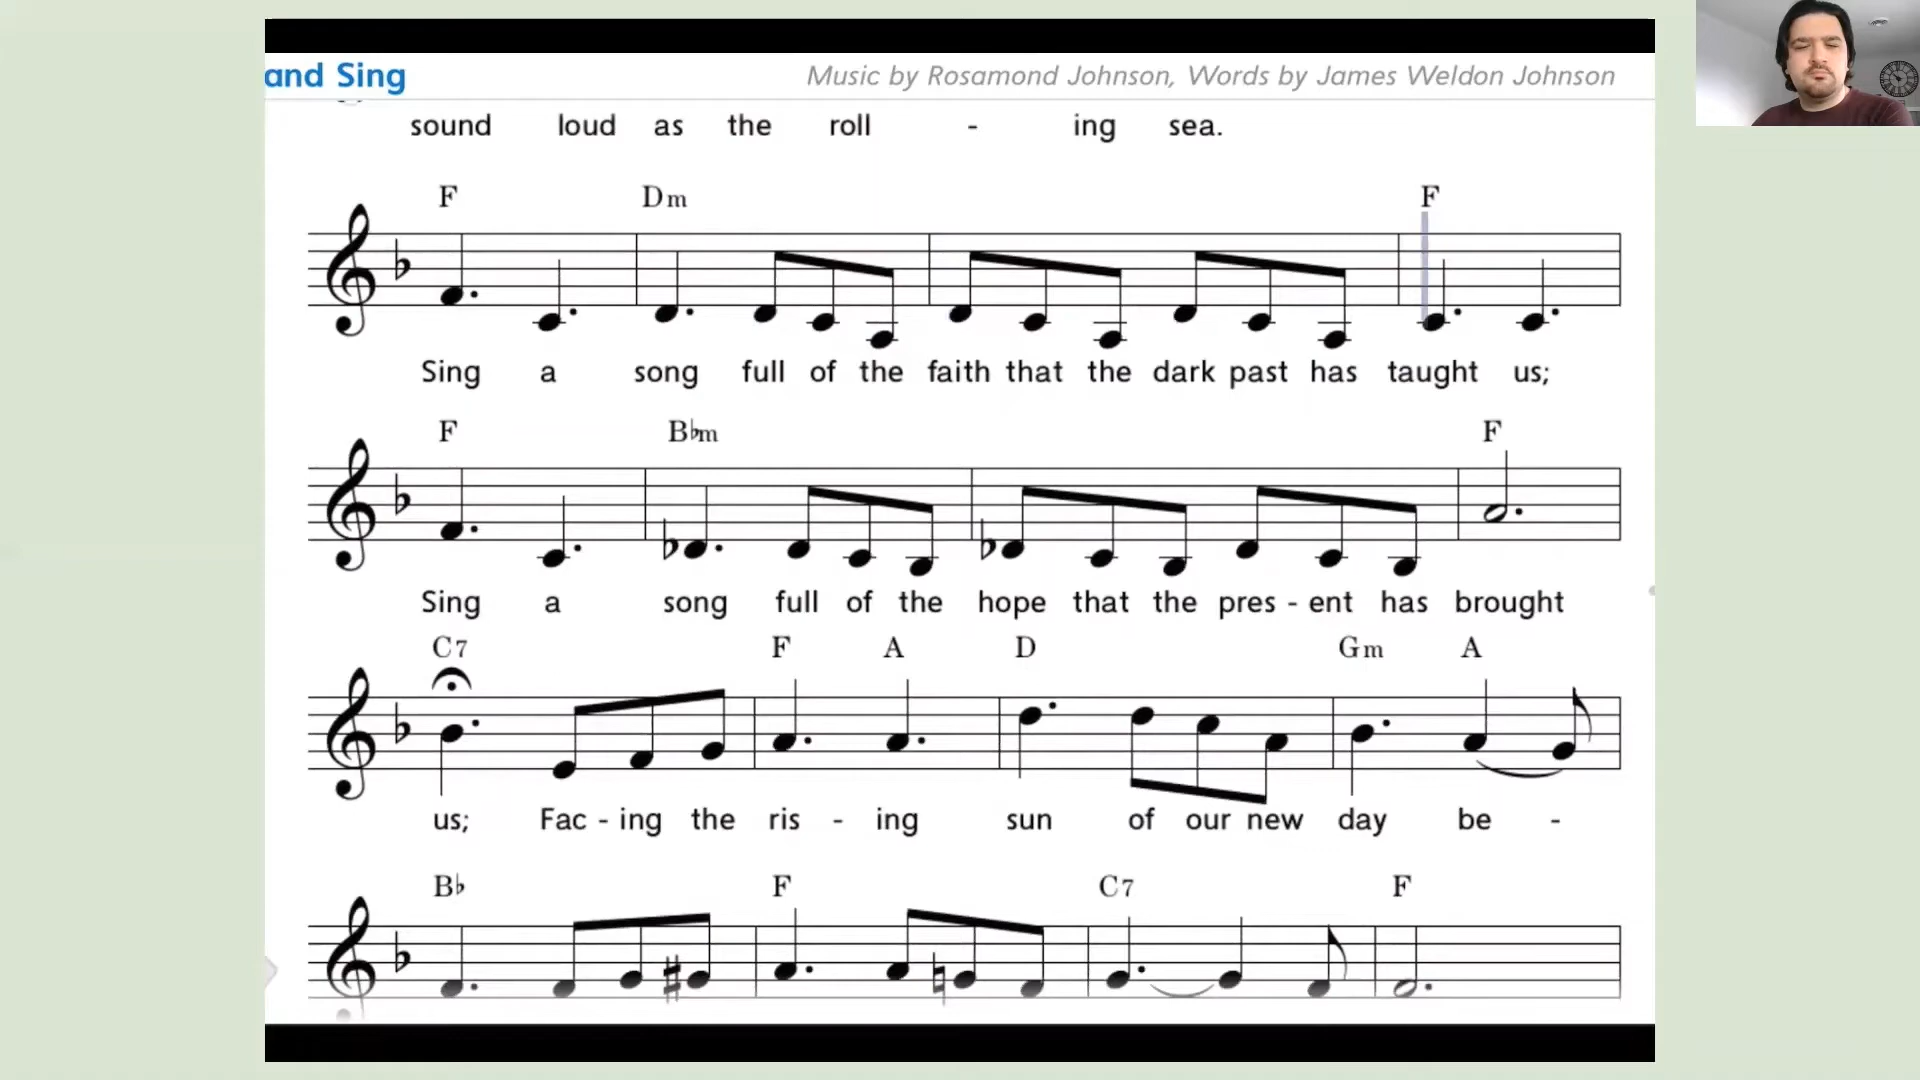 and Sing Music by Rosamond Johnson, Words by James Weldon Johnson
sound loud as the roll - ing sea.
F Dm F
Sing a song full of the faith that the dark past has taught us;
F B♭m F
Sing a song full of the hope that the pres - ent has brought
C7 F A D Gm A
us; Fac - ing the ris - ing sun of our new day be -
B♭ F C7 F